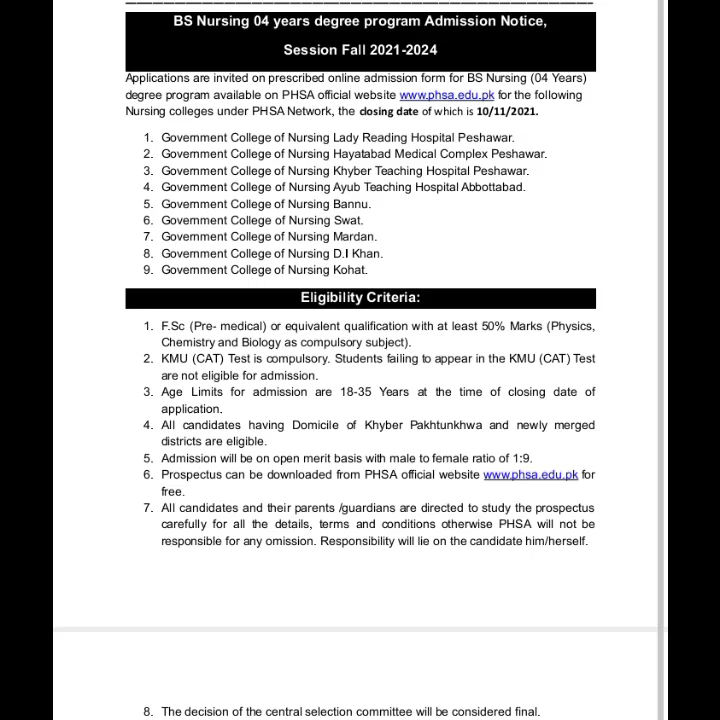 BS Nursing 04 years degree program Admission Notice,
Session Fall 2021-2024
Applications are invited on prescribed online admission form for BS Nursing (04 Years)
degree program available on PHSA official website www.phsa.edu.pk for the following
Nursing colleges under PHSA Network, the closing date of which is 10/11/2021.
1. Government College of Nursing Lady Reading Hospital Peshawar.
2. Government College of Nursing Hayatabad Medical Complex Peshawar.
3. Government College of Nursing Khyber Teaching Hospital Peshawar.
4. Government College of Nursing Ayub Teaching Hospital Abbottabad.
5. Government College of Nursing Bannu.
6. Government College of Nursing Swat.
7. Government College of Nursing Mardan.
8. Government College of Nursing D.I Khan.
9. Government College of Nursing Kohat.
Eligibility Criteria:
1. F.Sc (Pre- medical) or equivalent qualification with at least 50% Marks (Physics,
Chemistry and Biology as compulsory subject).
2. KMU (CAT) Test is compulsory. Students failing to appear in the KMU (CAT) Test
are not eligible for admission.
3. Age Limits for admission are 18-35 Years at the time of closing date of
application.
4. All candidates having Domicile of Khyber Pakhtunkhwa and newly merged
districts are eligible.
5. Admission will be on open merit basis with male to female ratio of 1:9.
6. Prospectus can be downloaded from PHSA official website www.phsa.edu.pk for
free.
7. All candidates and their parents /guardians are directed to study the prospectus
carefully for all the details, terms and conditions otherwise PHSA will not be
responsible for any omission. Responsibility will lie on the candidate him/herself.
8. The decision of the central selection committee will be considered final.